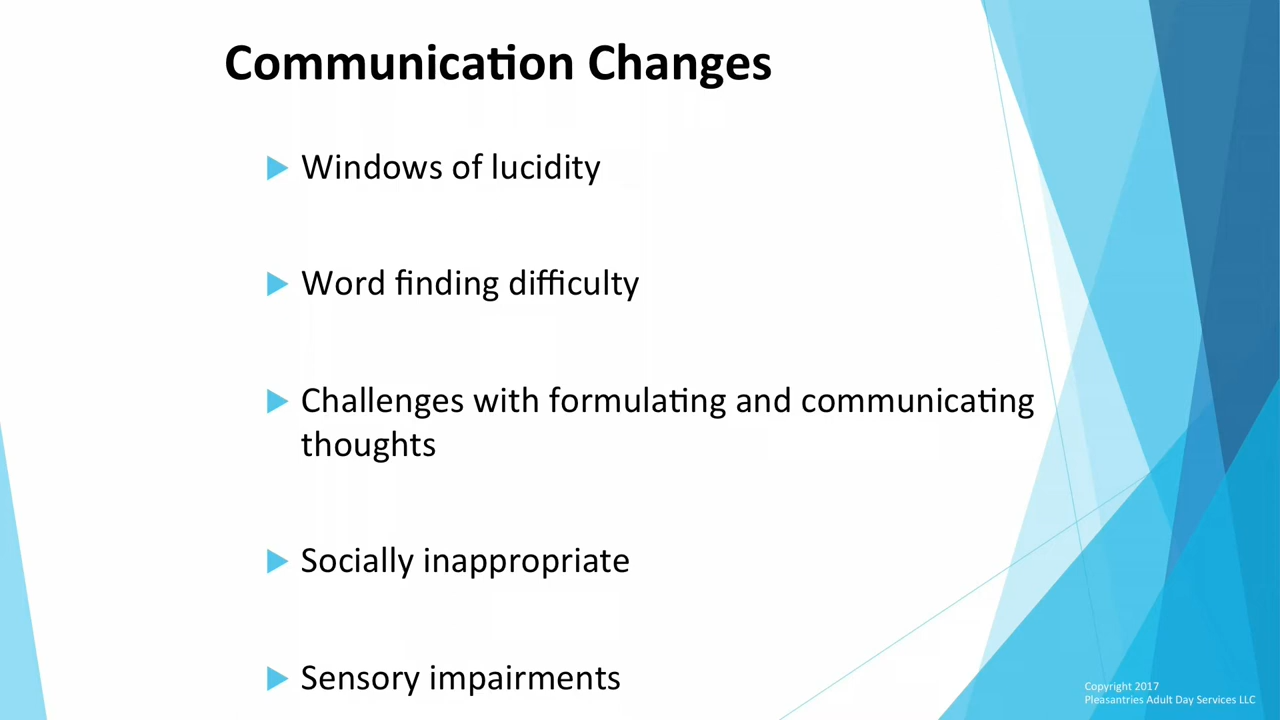 Communication Changes
Windows of lucidity
Word finding difficulty
Challenges with formulating and communicating
thoughts
Socially inappropriate
Sensory impairments
Copyright 2017
Pleasantries Adult Day Services LLC